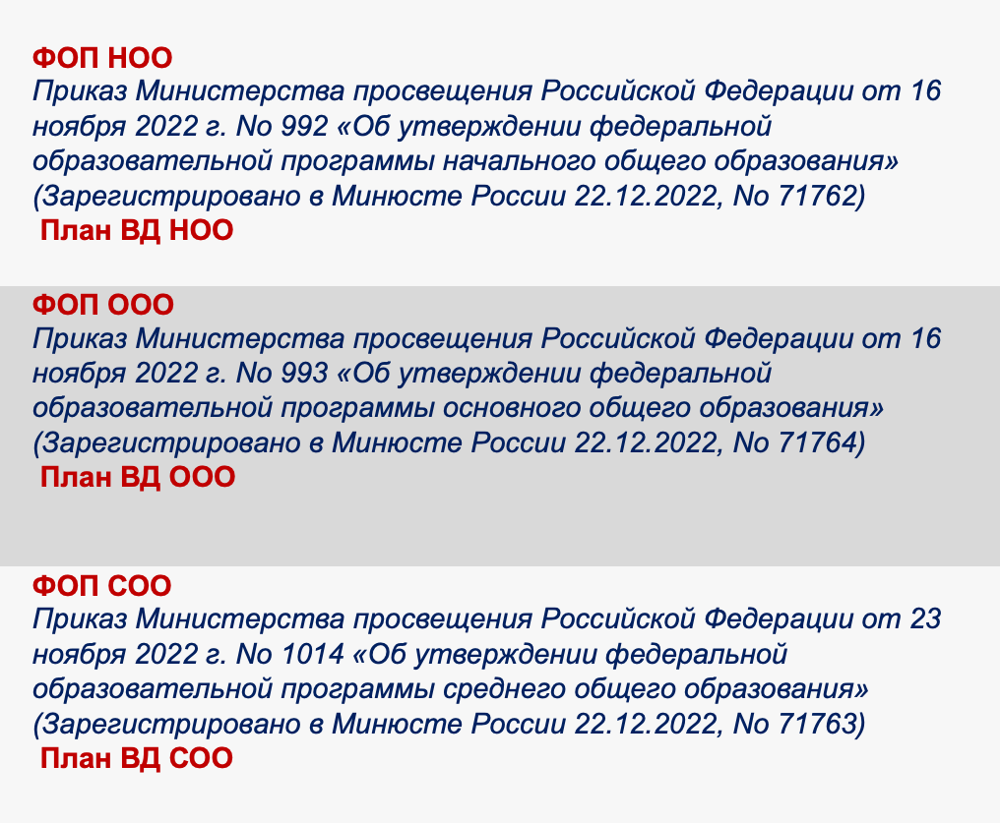 ФОП НОО
Приказ Министерства просвещения Российской Федерации от 16
ноября 2022 г. No 992 «Об утверждении федеральной
образовательной программы начального общего образования»
(Зарегистрировано в Минюсте России 22.12.2022, No 71762)
План ВД НОО
ФОП ООО
Приказ Министерства просвещения Российской Федерации от 16
ноября 2022 г. No 993 «Об утверждении федеральной
образовательной программы основного общего образования»
(Зарегистрировано в Минюсте России 22.12.2022, No 71764)
План ВД ООО
ФОП СОО
Приказ Министерства просвещения Российской Федерации от 23
ноября 2022 г. No 1014 «Об утверждении федеральной
образовательной программы среднего общего образования»
(Зарегистрировано в Минюсте России 22.12.2022, No 71763)
План ВД СОО